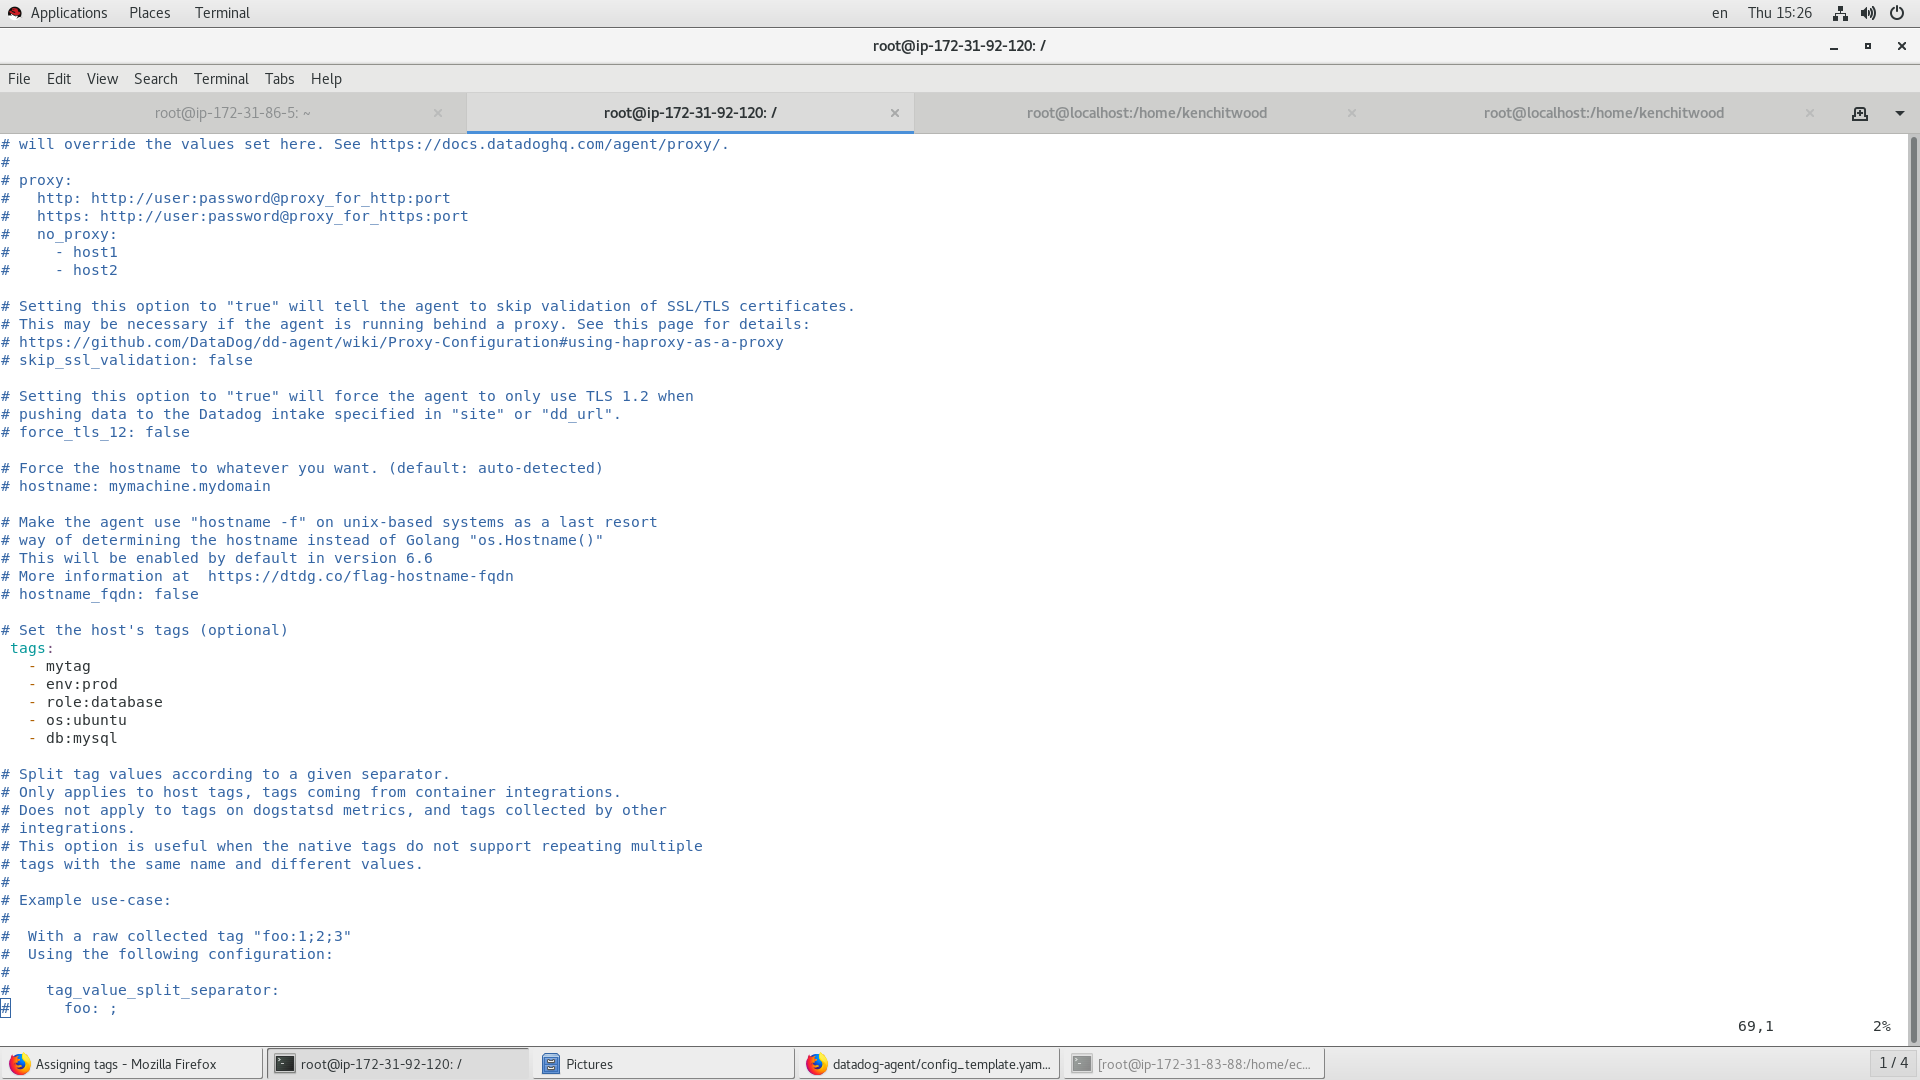 Applications Places Terminal en Thu 15:26
root@ip-172-31-92-120: /
File Edit View Search Terminal Tabs Help
root@ip-172-31-86-5: ~ root@ip-172-31-92-120: / root@localhost:/home/kenchitwood root@localhost:/home/kenchitwood
# will override the values set here. See https://docs.datadoghq.com/agent/proxy/.
#
# proxy:
#   http: http://user:password@proxy_for_http:port
#   https: http://user:password@proxy_for_https:port
#   no_proxy:
#     - host1
#     - host2
# Setting this option to "true" will tell the agent to skip validation of SSL/TLS certificates.
# This may be necessary if the agent is running behind a proxy. See this page for details:
# https://github.com/DataDog/dd-agent/wiki/Proxy-Configuration#using-haproxy-as-a-proxy
# skip_ssl_validation: false
# Setting this option to "true" will force the agent to only use TLS 1.2 when
# pushing data to the Datadog intake specified in "site" or "dd_url".
# force_tls_12: false
# Force the hostname to whatever you want. (default: auto-detected)
# hostname: mymachine.mydomain
# Make the agent use "hostname -f" on unix-based systems as a last resort
# way of determining the hostname instead of Golang "os.Hostname()"
# This will be enabled by default in version 6.6
# More information at  https://dtdg.co/flag-hostname-fqdn
# hostname_fqdn: false
# Set the host's tags (optional)
 tags:
   - mytag
   - env:prod
   - role:database
   - os:ubuntu
   - db:mysql
# Split tag values according to a given separator.
# Only applies to host tags, tags coming from container integrations.
# Does not apply to tags on dogstatsd metrics, and tags collected by other
# integrations.
# This option is useful when the native tags do not support repeating multiple
# tags with the same name and different values.
#
# Example use-case:
#
#  With a raw collected tag "foo:1;2;3"
#  Using the following configuration:
#
#    tag_value_split_separator:
#      foo: ;
69,1 2%
Assigning tags - Mozilla Firefox root@ip-172-31-92-120: / Pictures datadog-agent/config_template.yam... [root@ip-172-31-83-88:/home/ec... 1 / 4